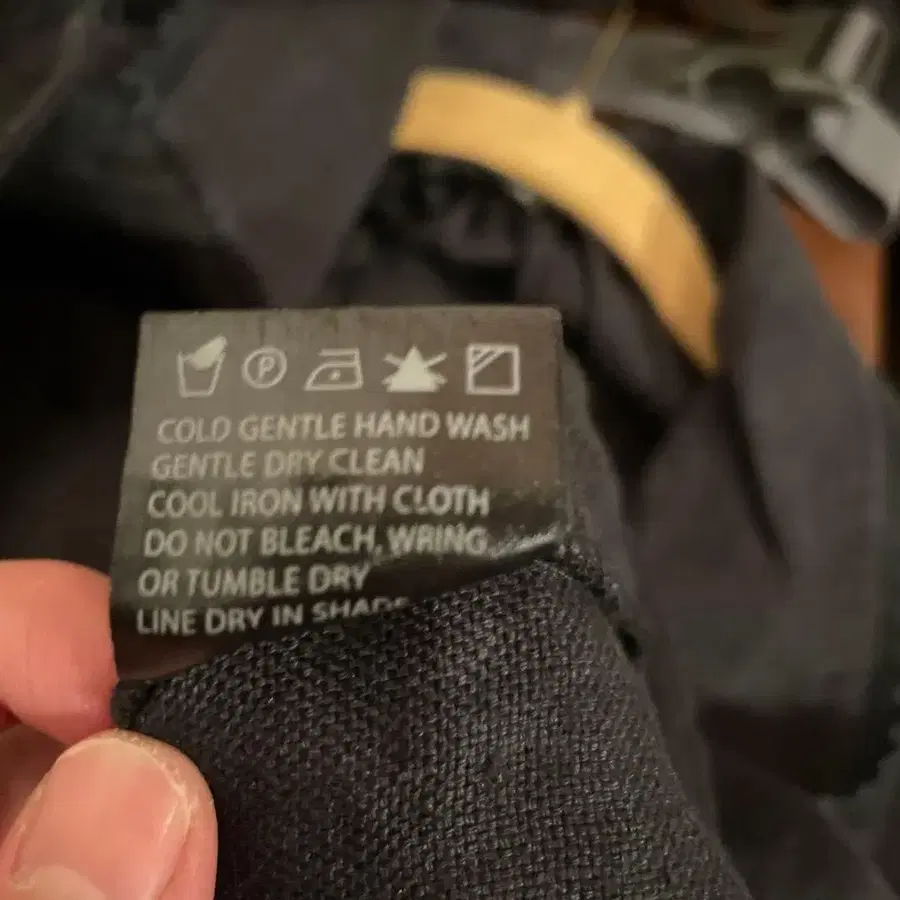 P
COLD GENTLE HAND WASH
GENTLE DRY CLEAN
COOL IRON WITH CLOTH
DO NOT BLEACH, WRING
OR TUMBLE DRY
LINE DRY IN SHADE